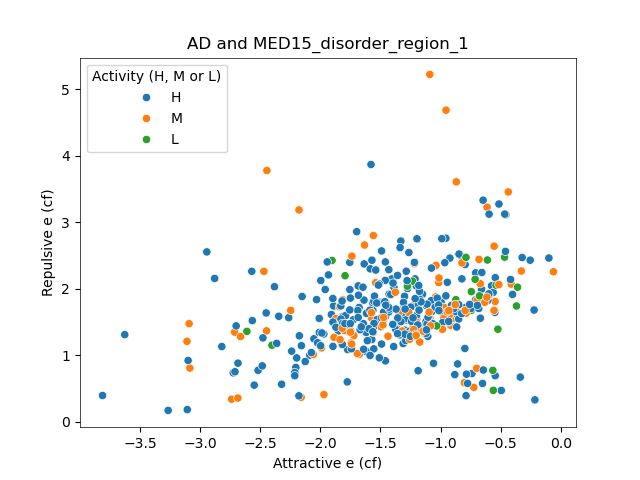 AD and MED15_disorder_region_1
Activity (H, M or L)
H
M
L
Repulsive e (cf)
5
4
3
2
1
0
−3.5 −3.0 −2.5 −2.0 −1.5 −1.0 −0.5 0.0
Attractive e (cf)